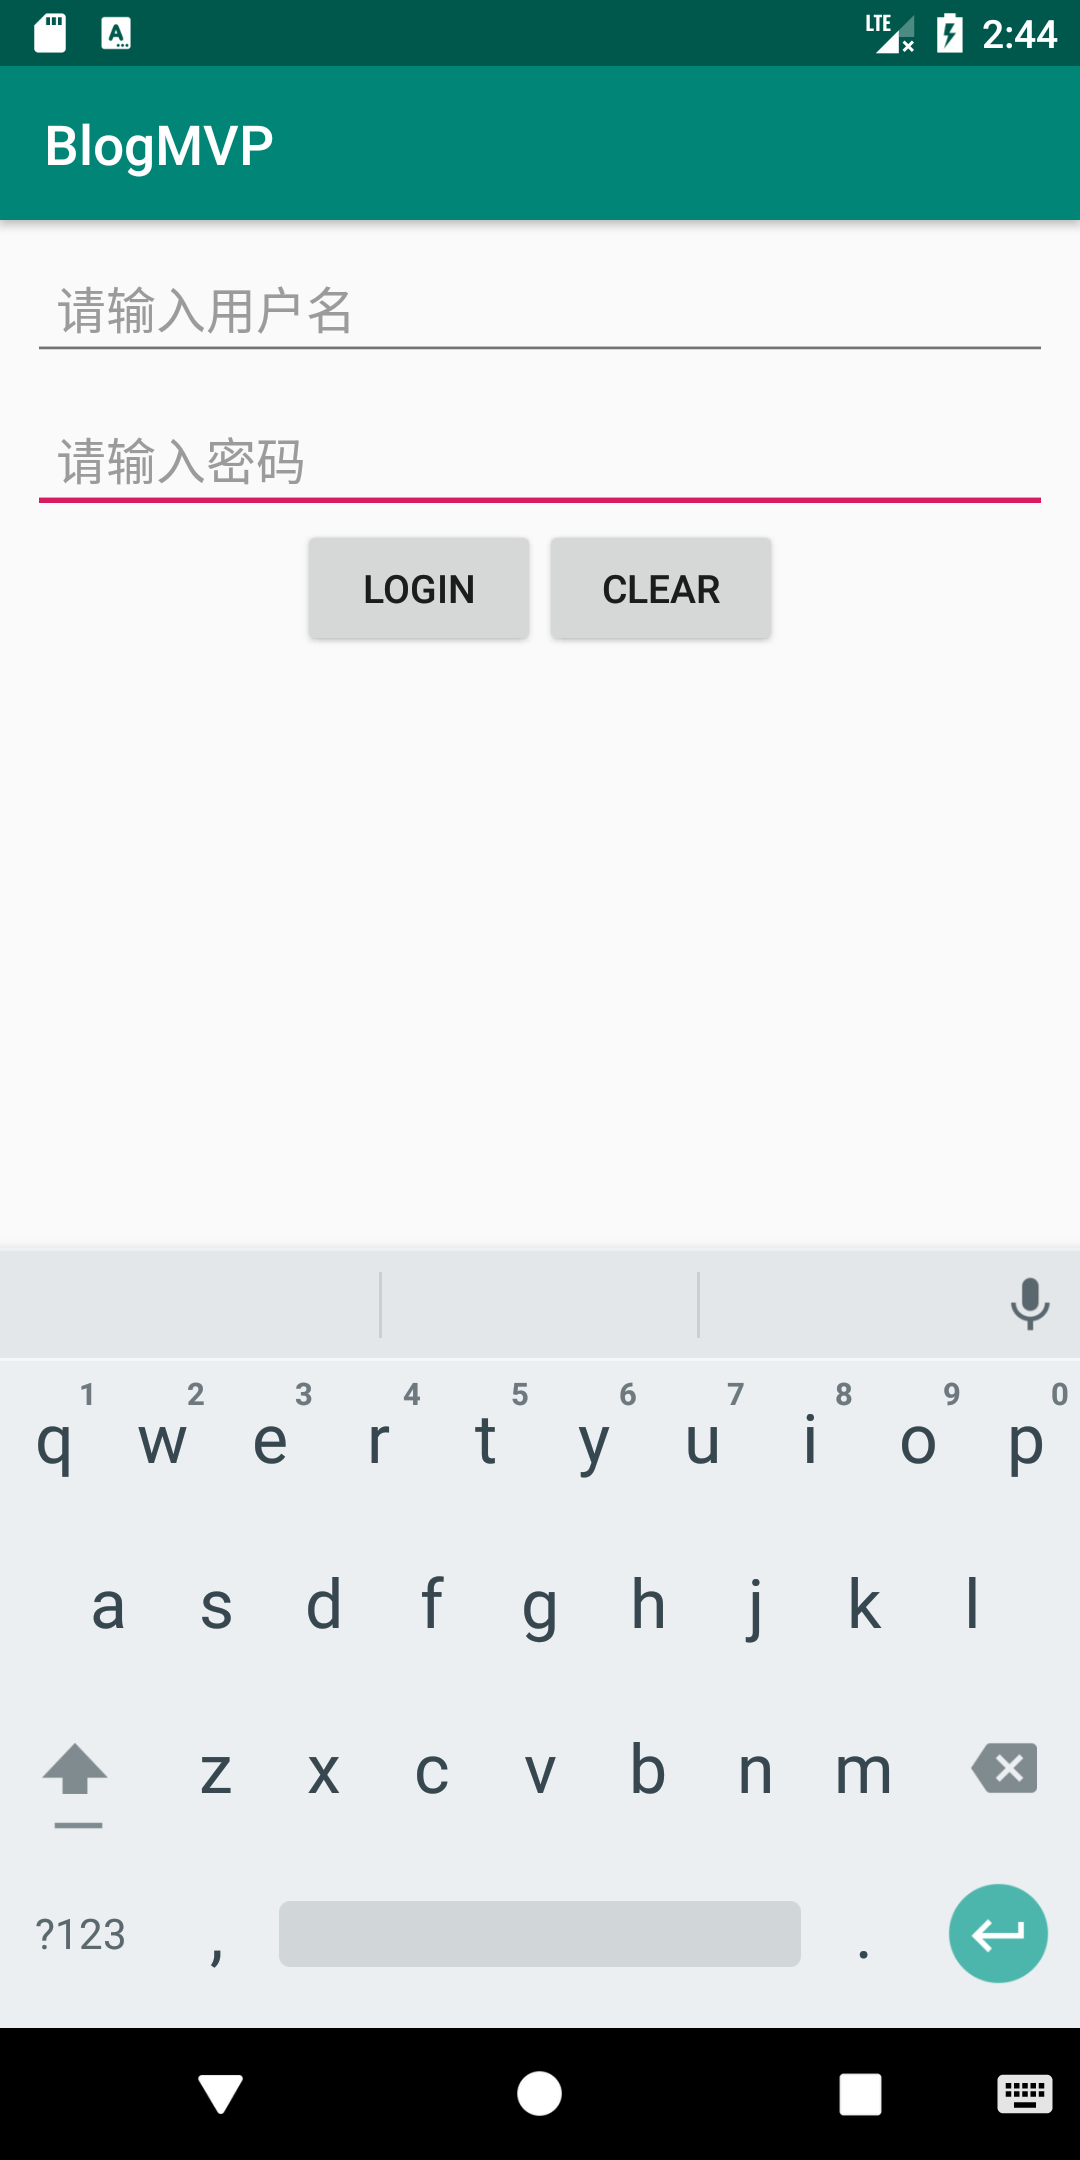 LTE 2:44
BlogMVP
请输入用户名
请输入密码
LOGIN CLEAR
1 2 3 4 5 6 7 8 9 0
q w e r t y u i o p
a s d f g h j k l
z x c v b n m
?123 , .